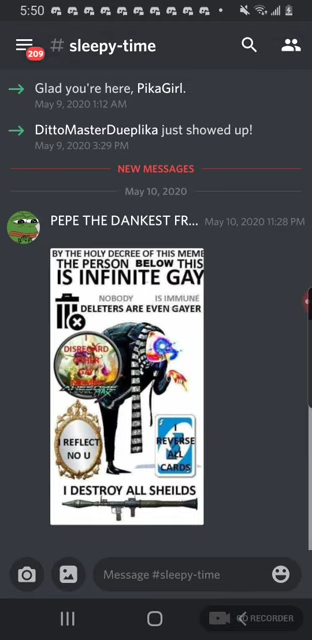 5:50
209
# sleepy-time
Glad you're here, PikaGirl.
May 9, 2020 1:12 AM
DittoMasterDueplika just showed up!
May 9, 2020 3:29 PM
NEW MESSAGES
May 10, 2020
PEPE THE DANKEST FR... May 10, 2020 11:28 PM
BY THE HOLY DECREE OF THIS MEME
THE PERSON BELOW THIS
IS INFINITE GAY
NOBODY IS IMMUNE
DELETERS ARE EVEN GAYER
I
DISREGARD
OTHER
I REFLECT
NO U
I
REVERSE
ALL
CARDS
I DESTROY ALL SHEILDS
Message #sleepy-time
GO RECORDER